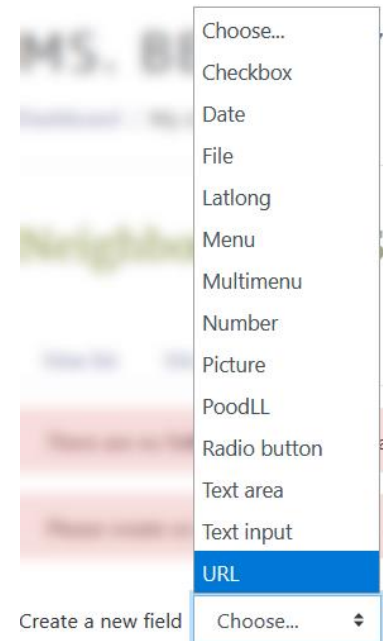 Choose...
Checkbox
Date
File
Latlong
Menu
Multimenu
Number
Picture
PoodLL
Radio button
Text area
Text input
URL
Create a new field Choose...